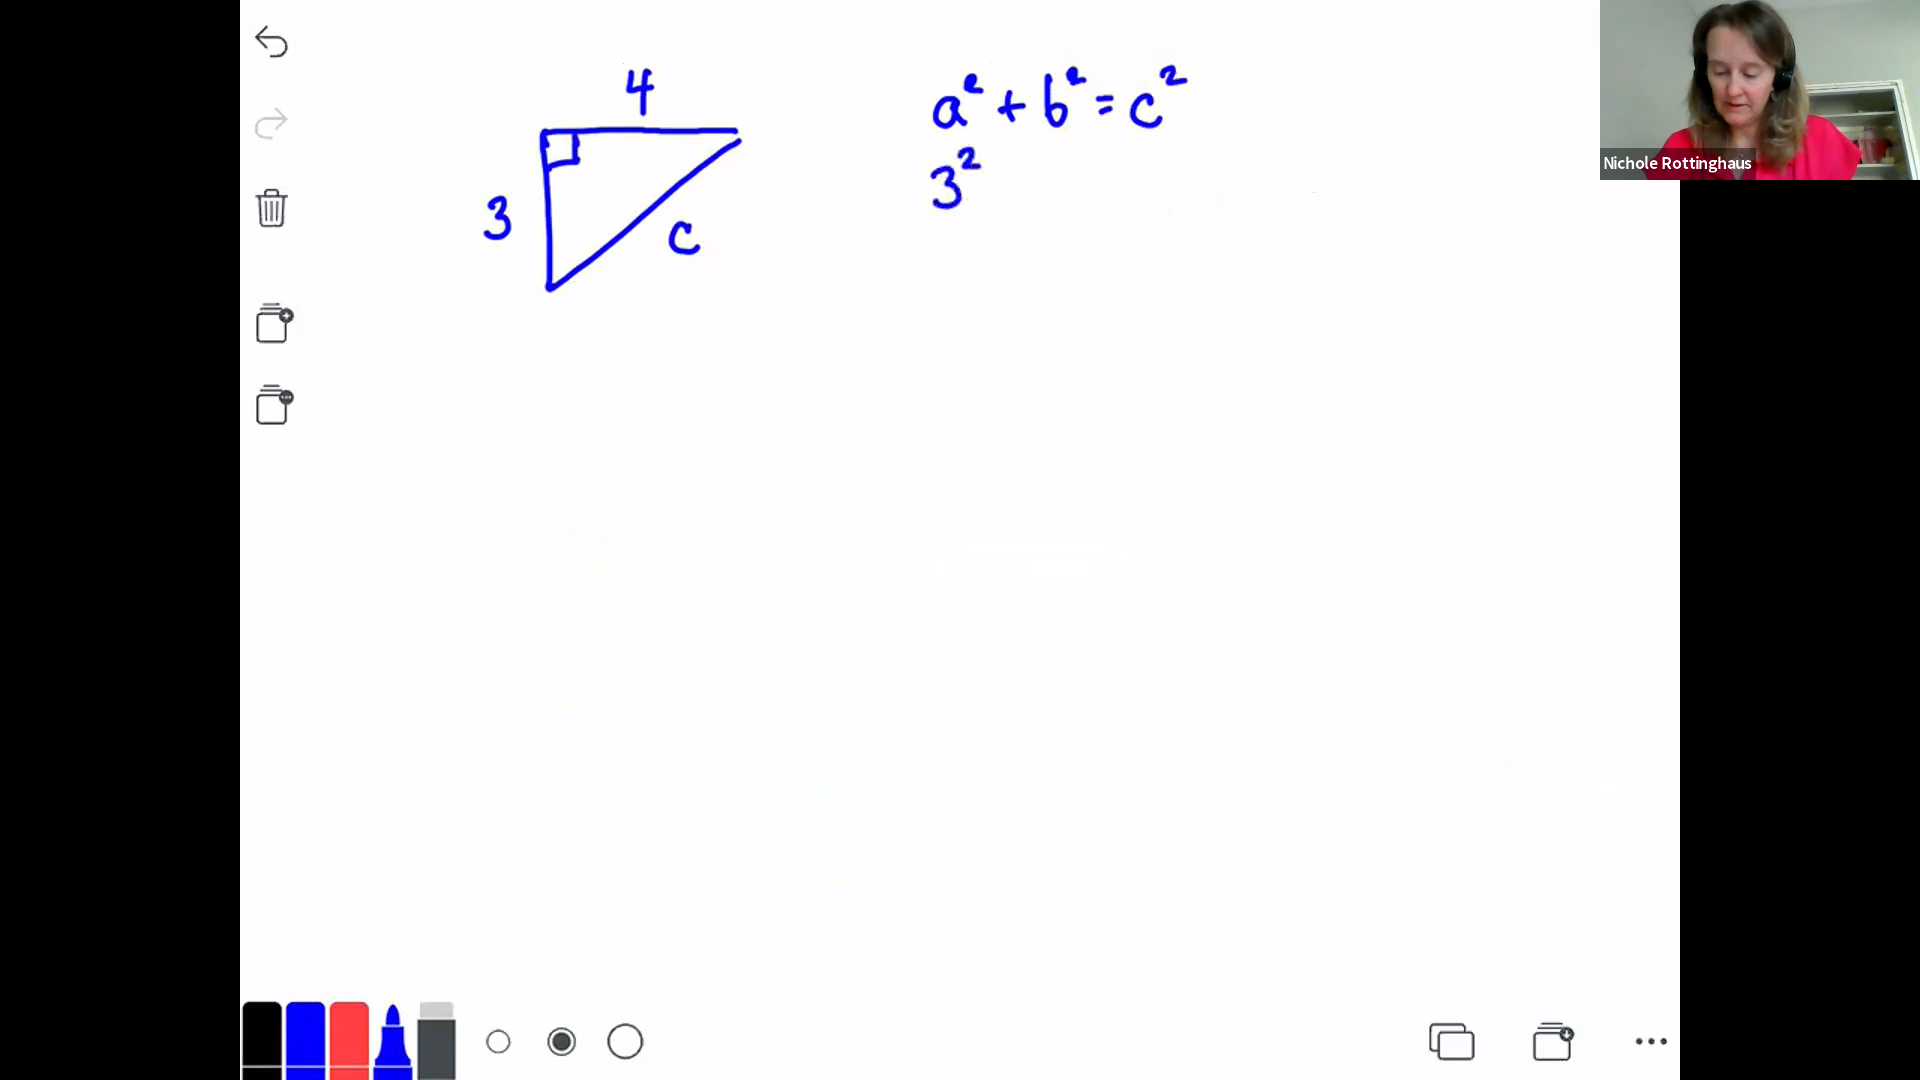 4
a² + b² = c²
3²
3
c
Nichole Rottinghaus